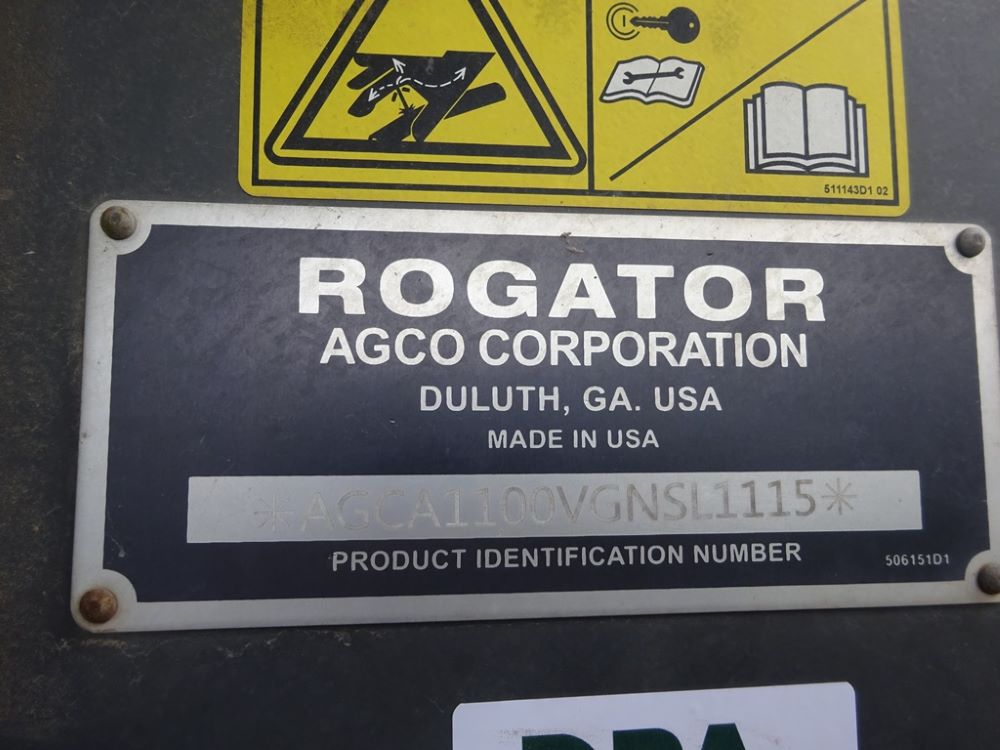 511143D1 02
ROGATOR
AGCO CORPORATION
DULUTH, GA. USA
MADE IN USA
*AGCA1100VGNSL1115*
PRODUCT IDENTIFICATION NUMBER
506151D1